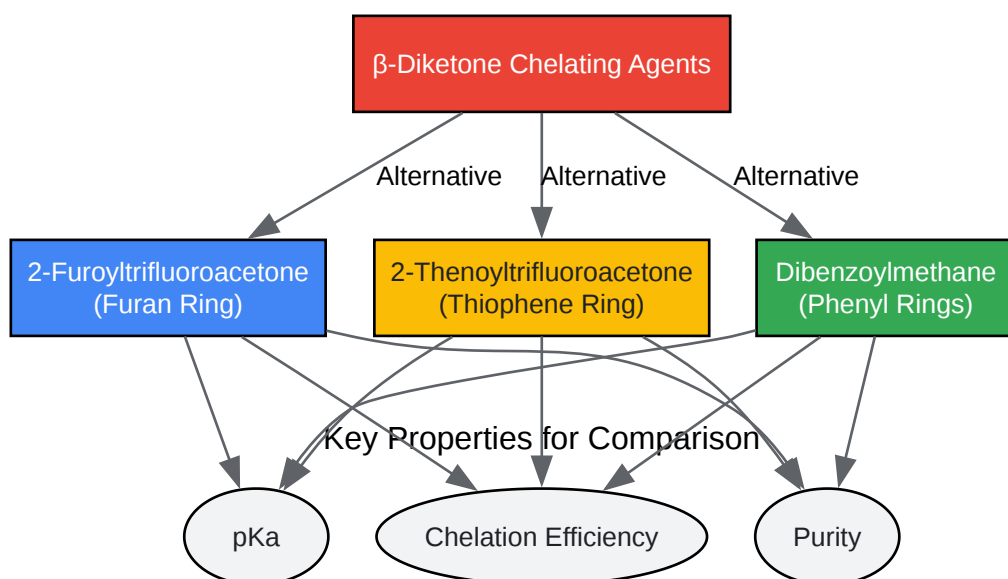 β-Diketone Chelating Agents
Alternative
Alternative
Alternative
2-Furoyltrifluoroacetone
(Furan Ring)
2-Thenoyltrifluoroacetone
(Thiophene Ring)
Dibenzoylmethane
(Phenyl Rings)
Key Properties for Comparison
pKa
Chelation Efficiency
Purity